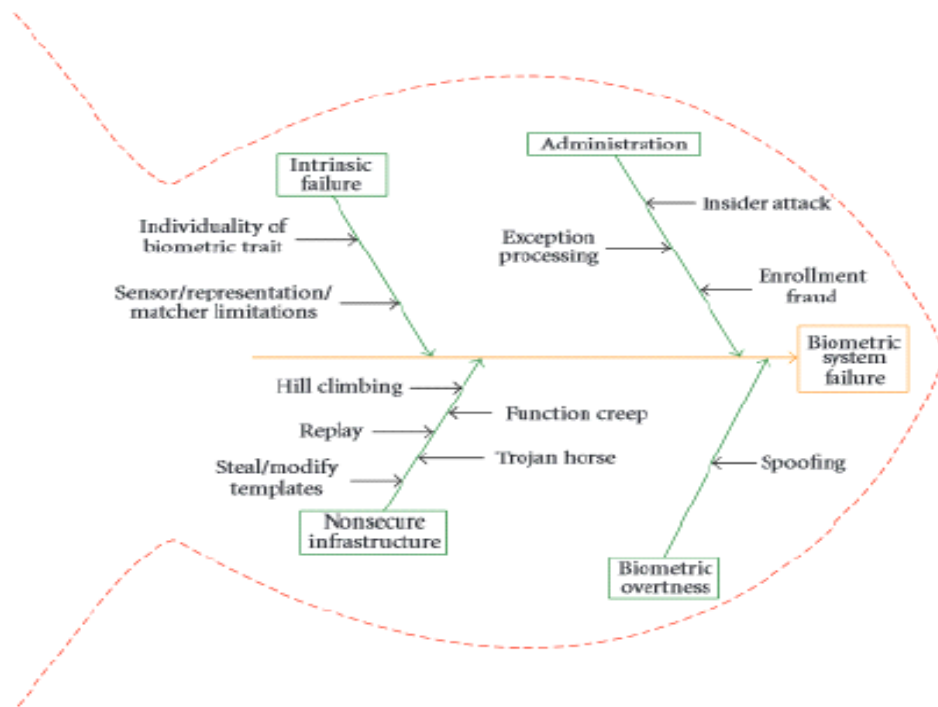 Administration
Intrinsic
failure
Insider attack
Individuality of
biometric trait
Exception
processing
Enrollment
fraud
Sensor/representation/
matcher limitations
Biometric
system
failure
Hill climbing
Function creep
Replay
Trojan horse
Steal/modify
templates
Spoofing
Nonsecure
infrastructure
Biometric
overtness